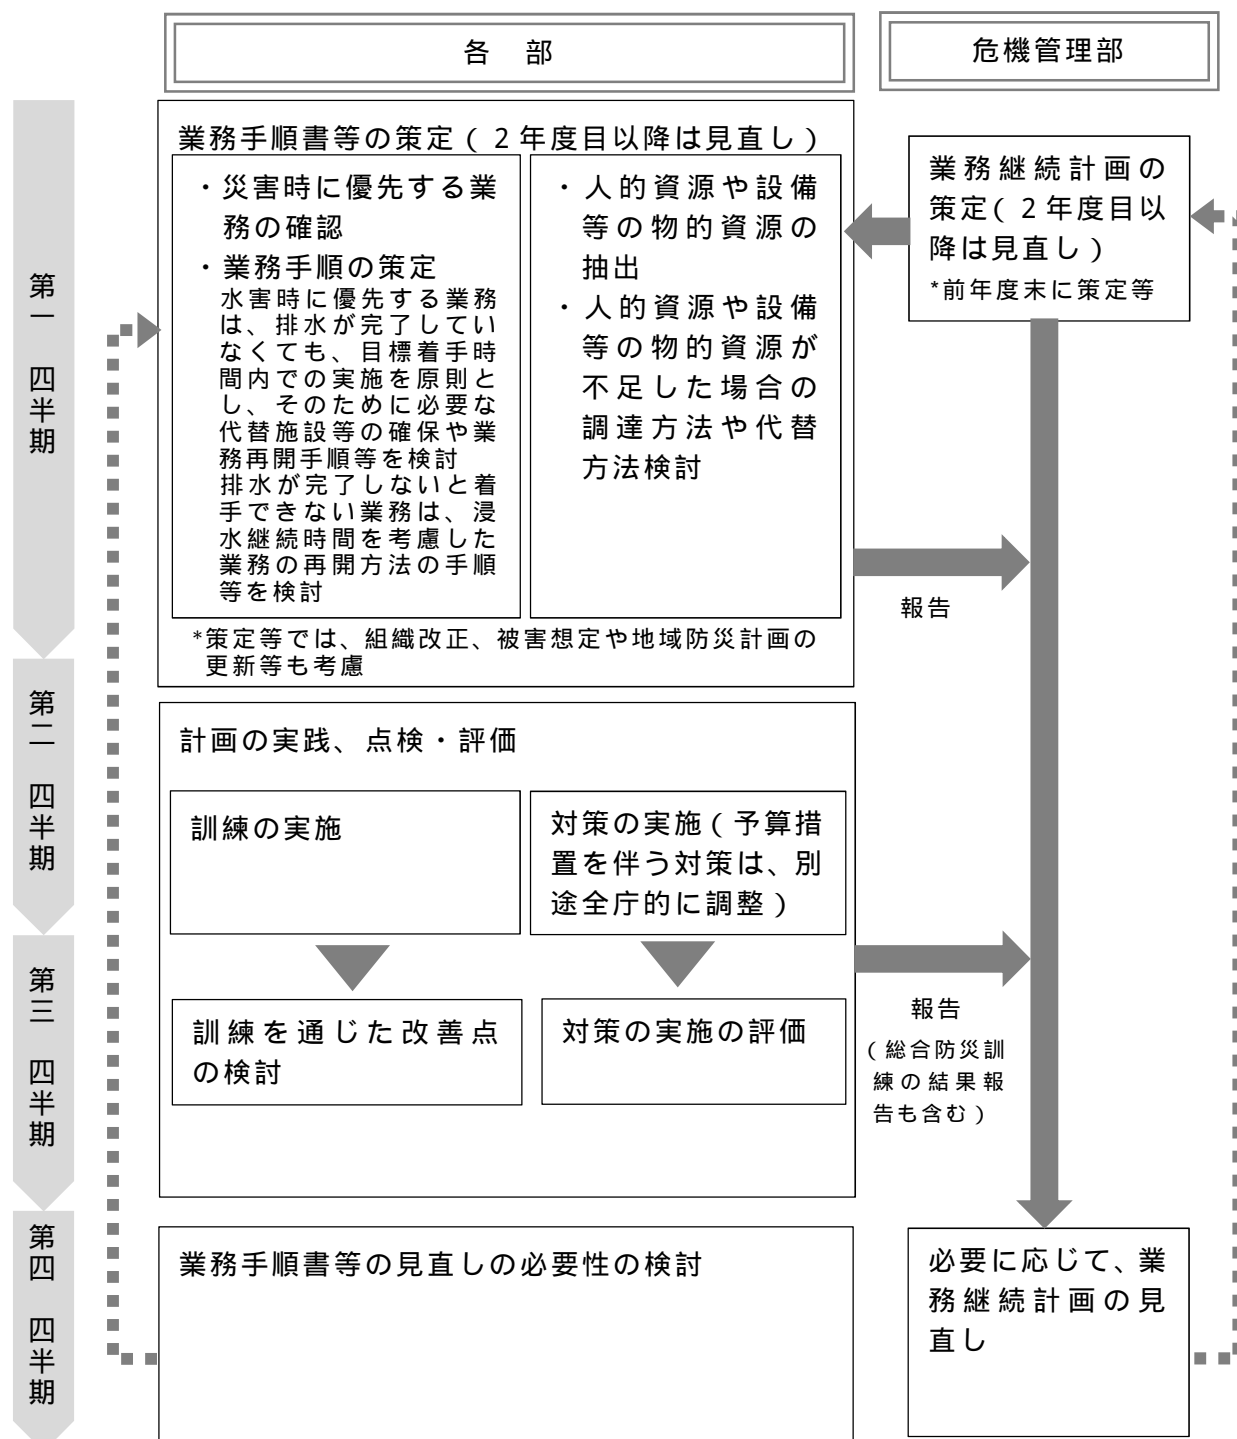 各 部
危機管理部
第一 四半期
業務手順書等の策定(2年度目以降は見直し)
・災害時に優先する業
務の確認
・業務手順の策定
水害時に優先する業務
は、排水が完了してい
なくても、目標着手時
間内での実施を原則と
し、そのために必要な
代替施設等の確保や業
務再開手順等を検討
排水が完了しないと着
手できない業務は、浸
水継続時間を考慮した
業務の再開方法の手順
等を検討
・人的資源や設備
等の物的資源の
抽出
・人的資源や設備
等の物的資源が
不足した場合の
調達方法や代替
方法検討
*策定等では、組織改正、被害想定や地域防災計画の
更新等も考慮
業務継続計画の
策定(2年度目以
降は見直し)
*前年度末に策定等
報告
第二 四半期
計画の実践、点検・評価
訓練の実施
対策の実施(予算措
置を伴う対策は、別
途全庁的に調整)
第三 四半期
訓練を通じた改善点
の検討
対策の実施の評価
報告
(総合防災訓
練の結果報
告も含む)
第四 四半期
業務手順書等の見直しの必要性の検討
必要に応じて、業
務継続計画の見
直し